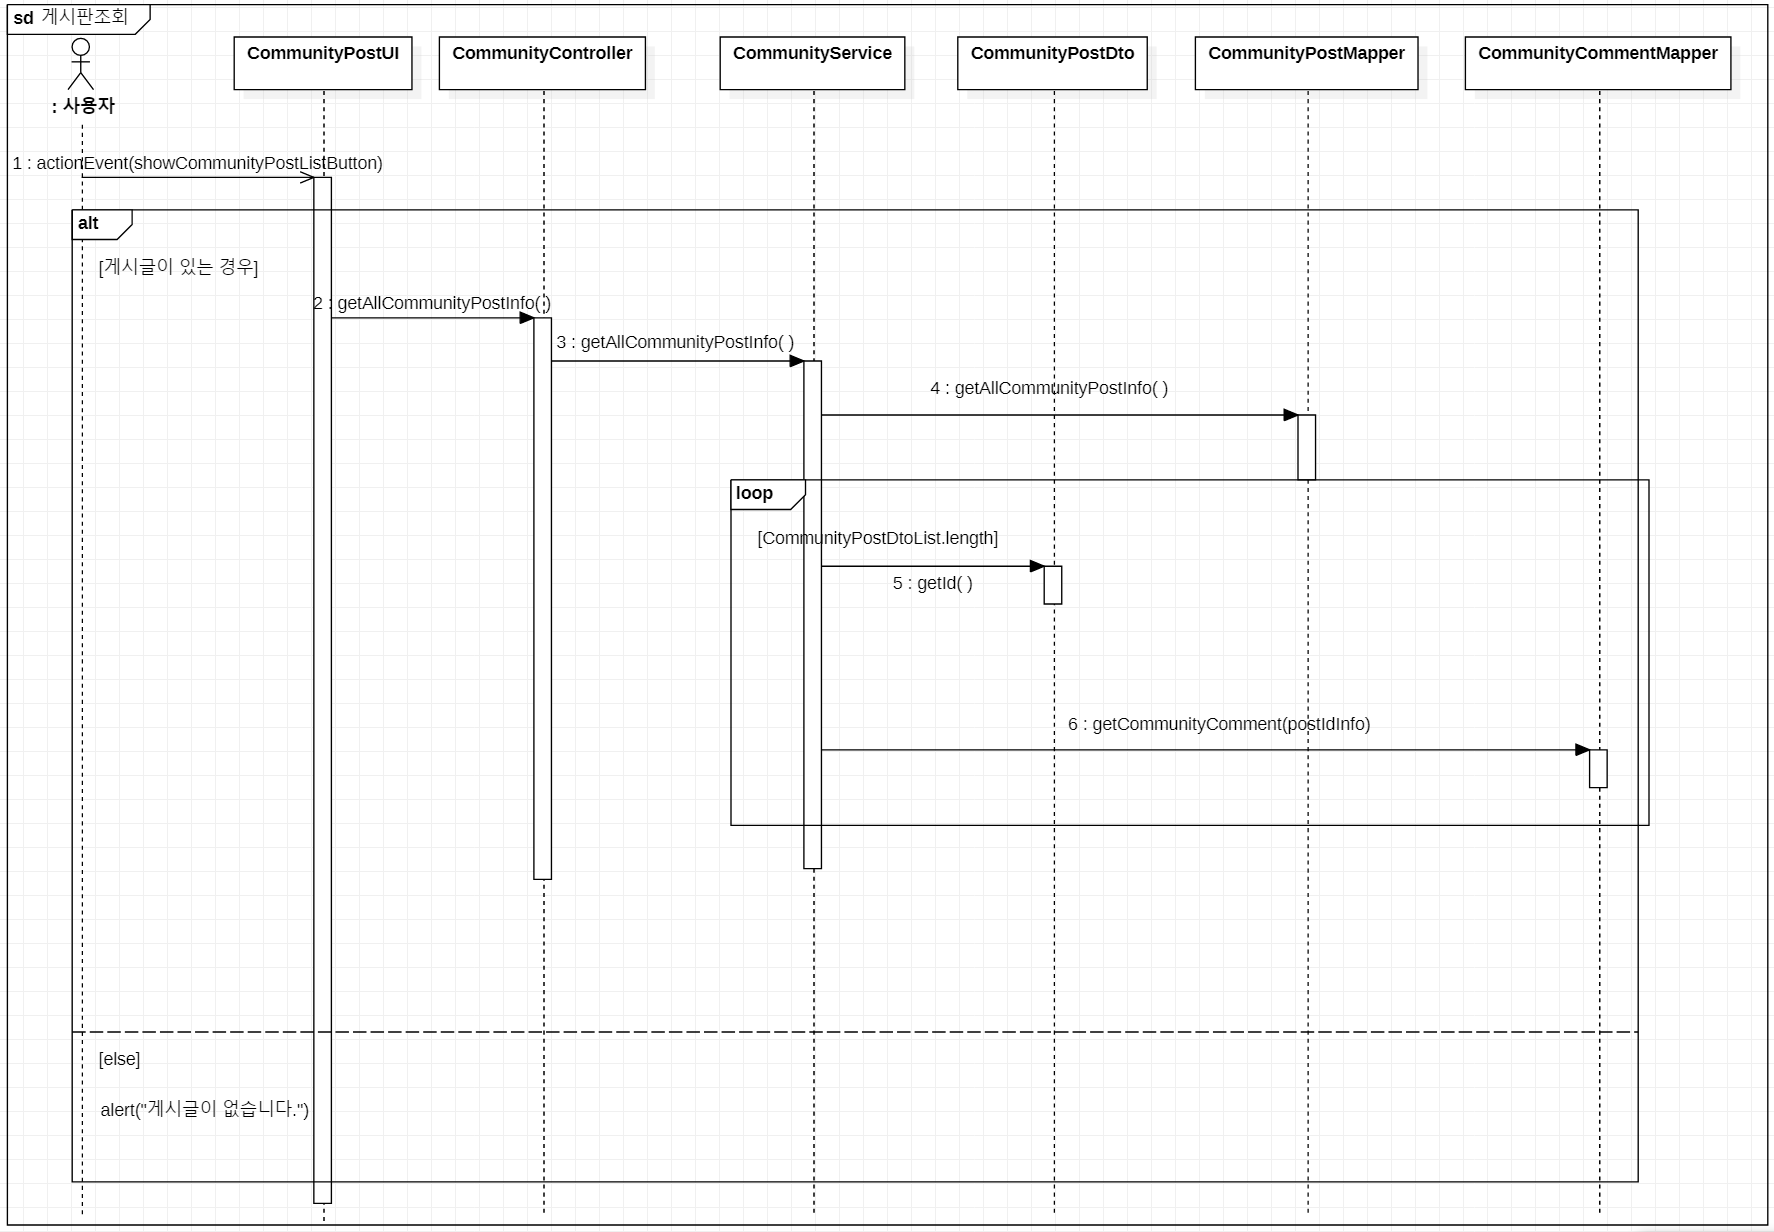 sd 게시판조회
: 사용자
CommunityPostUI
CommunityController
CommunityService
CommunityPostDto
CommunityPostMapper
CommunityCommentMapper
1 : actionEvent(showCommunityPostListButton)
alt
[게시글이 있는 경우]
2 : getAllCommunityPostInfo( )
3 : getAllCommunityPostInfo( )
4 : getAllCommunityPostInfo( )
loop
[CommunityPostDtoList.length]
5 : getId( )
6 : getCommunityComment(postIdInfo)
[else]
alert("게시글이 없습니다.")